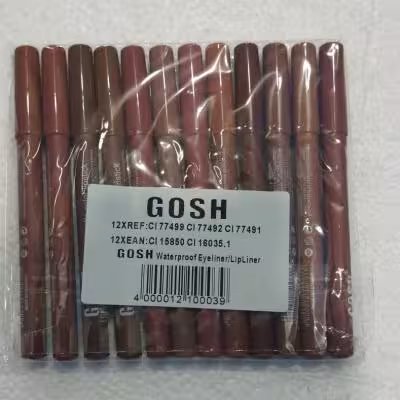 GOSH
12XREF:CI 77499 CI 77492 CI 77491
12XEAN:CI 15850 CI 16035.1
GOSH Waterproof Eyeliner/LipLiner
4 000012 100039